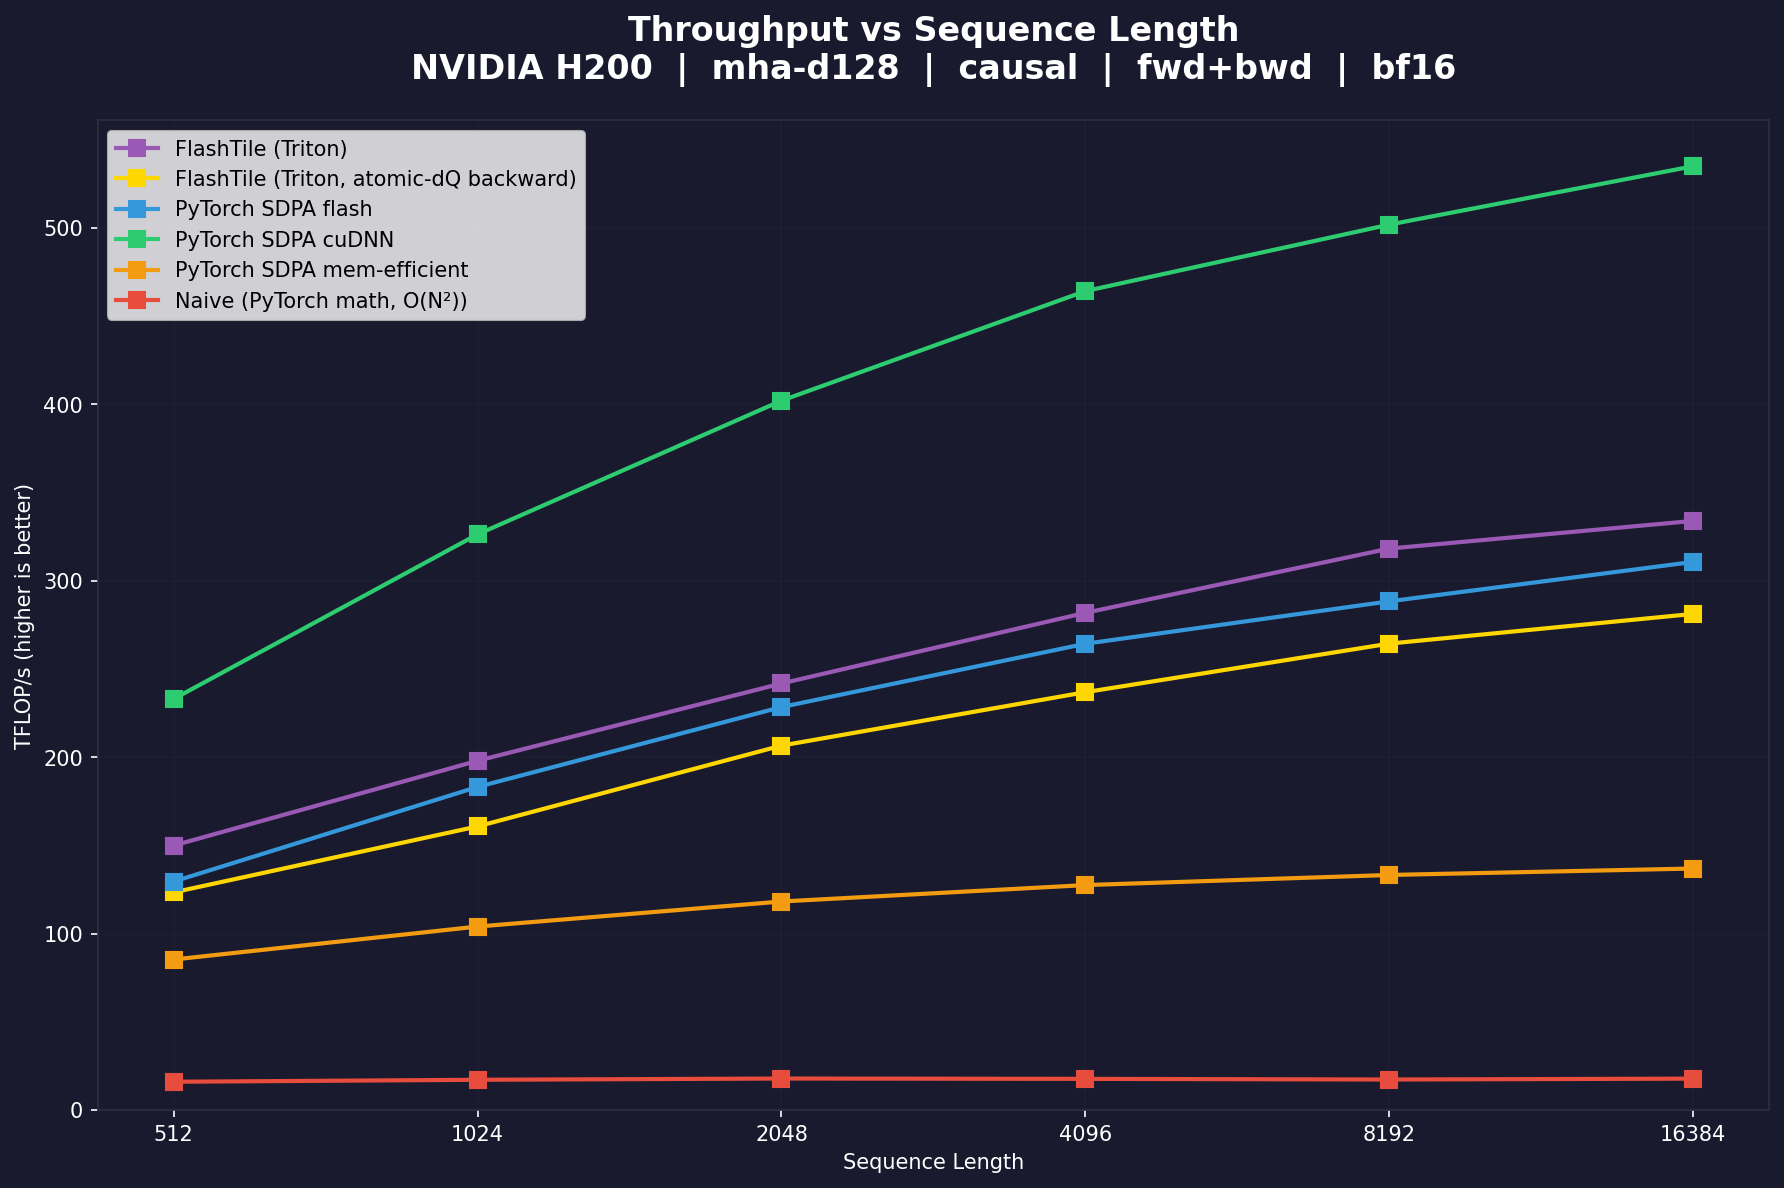 Throughput vs Sequence Length
NVIDIA H200 | mha-d128 | causal | fwd+bwd | bf16
FlashTile (Triton)
FlashTile (Triton, atomic-dQ backward)
PyTorch SDPA flash
PyTorch SDPA cuDNN
PyTorch SDPA mem-efficient
Naive (PyTorch math, O(N²))
TFLOP/s (higher is better)
500
400
300
200
100
0
512
1024
2048
4096
8192
16384
Sequence Length